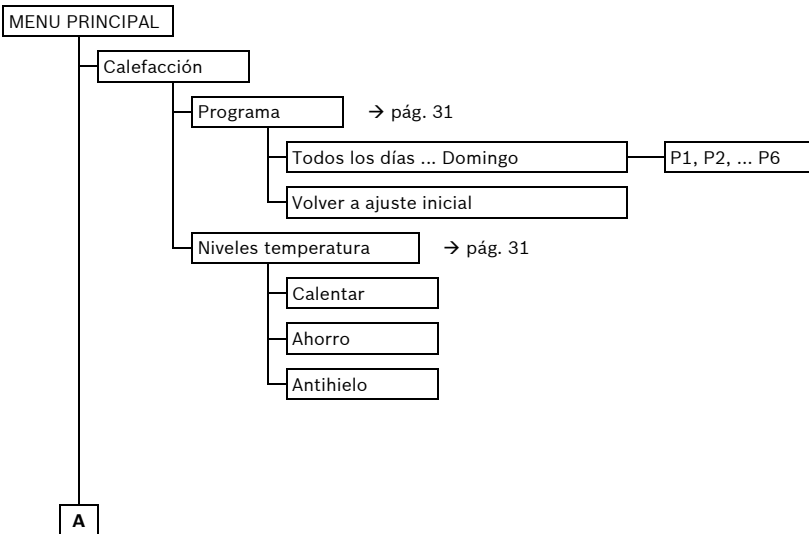 MENU PRINCIPAL
Calefacción
Programa → pág. 31
Todos los días ... Domingo P1, P2, ... P6
Volver a ajuste inicial
Niveles temperatura → pág. 31
Calentar
Ahorro
Antihielo
A